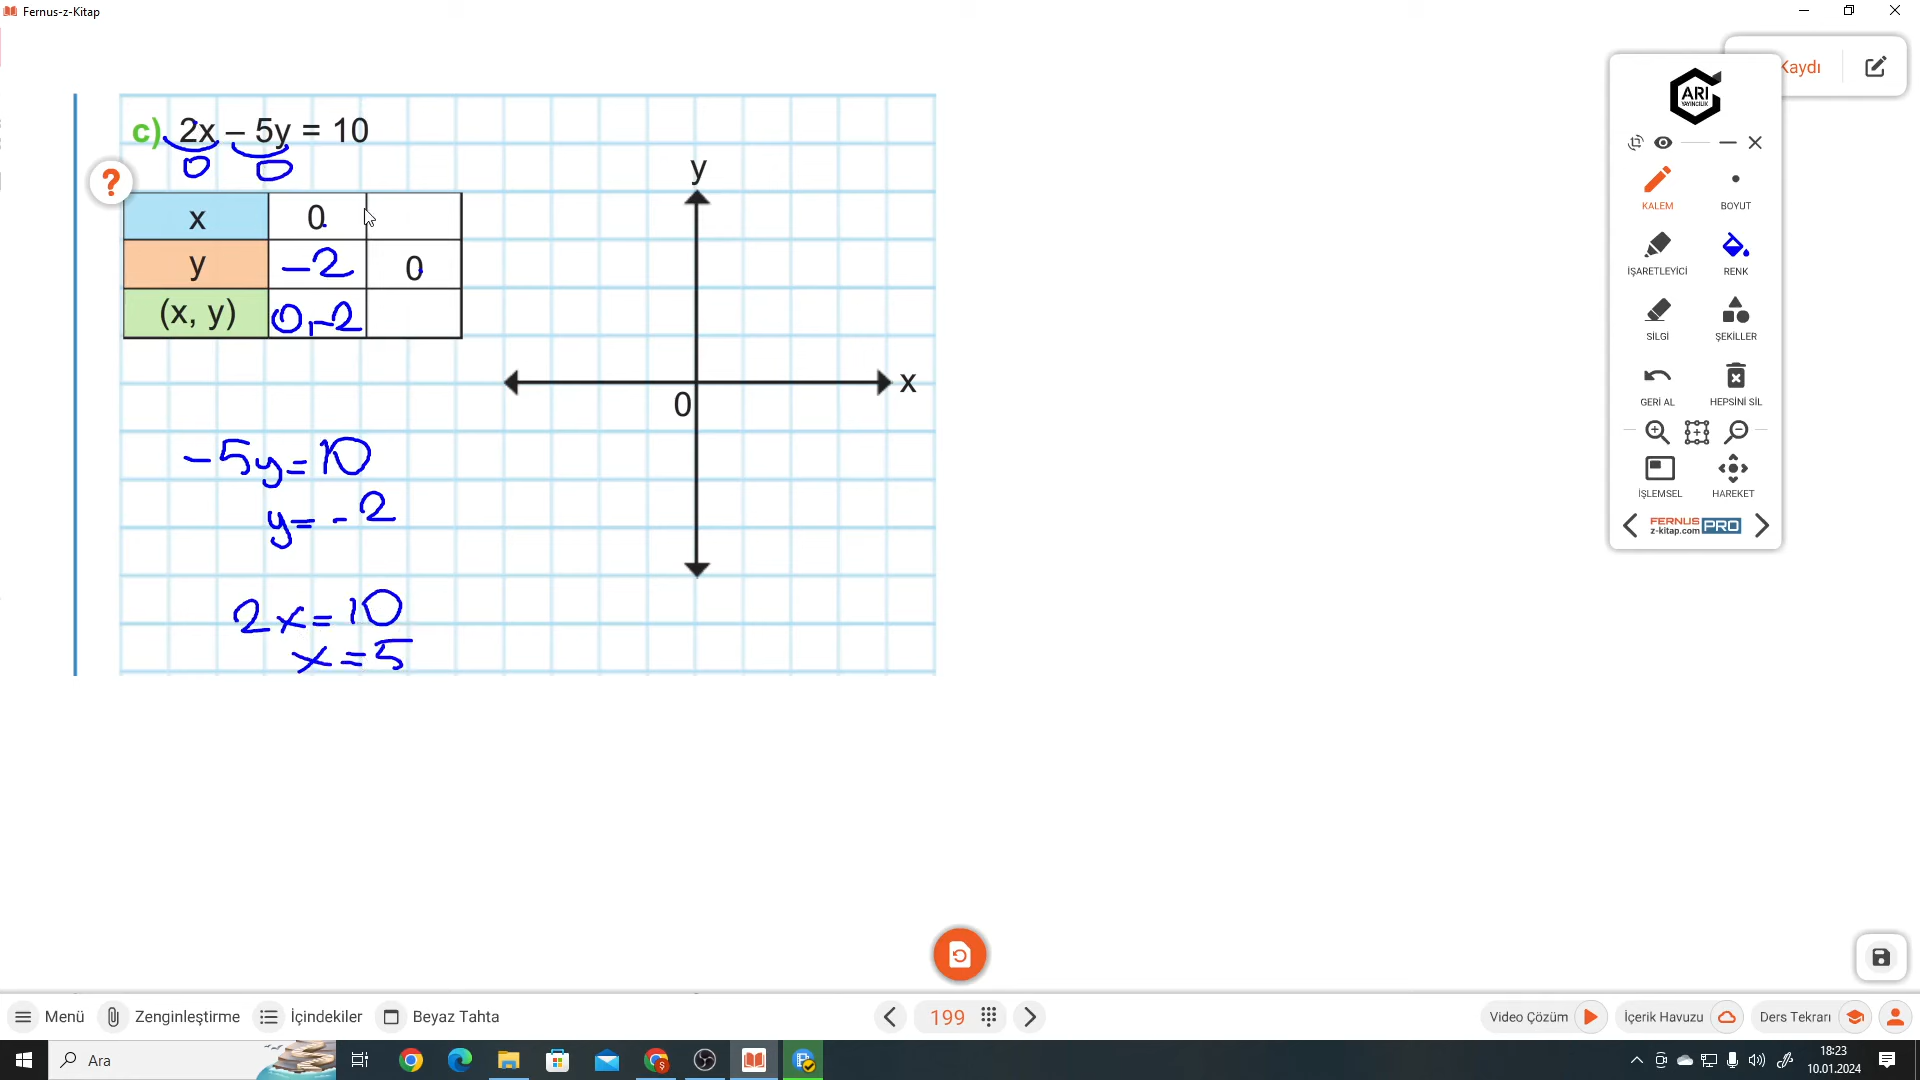 Fernus-z-Kitap
Kaydı
ARI
YAYINCILIK
c) 2x – 5y = 10
0 0
?
x 0
y -2 0
(x, y) 0,-2
y
x
0
-5y=10
y=-2
2x=10
x=5
KALEM
BOYUT
İŞARETLEYİCİ
RENK
SİLGİ
ŞEKİLLER
GERİ AL
HEPSİNİ SİL
İŞLEMSEL
HAREKET
FERNUS PRO
z-kitap.com
Menü
Zenginleştirme
İçindekiler
Beyaz Tahta
199
Video Çözüm
İçerik Havuzu
Ders Tekrarı
Ara
18:23
10.01.2024